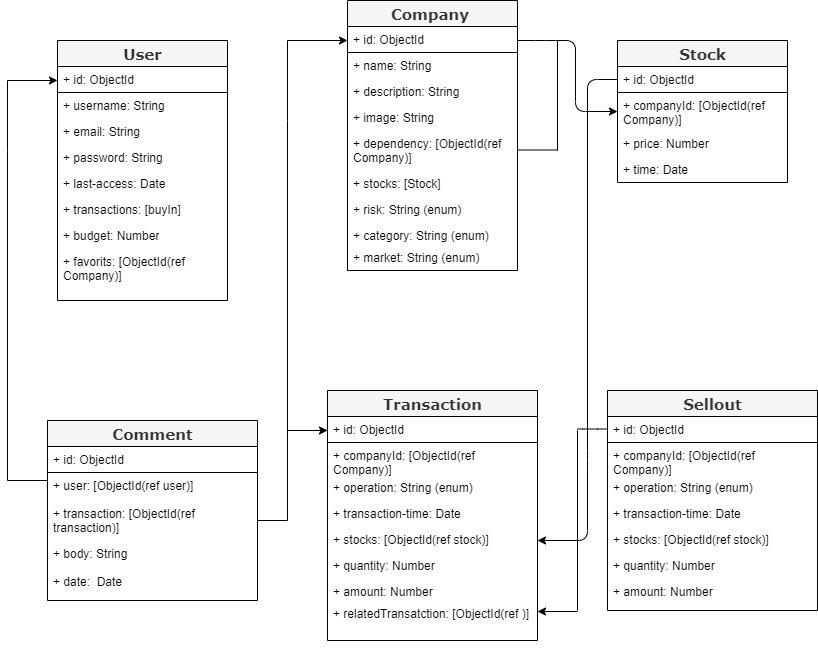 User
+ id: ObjectId
+ username: String
+ email: String
+ password: String
+ last-access: Date
+ transactions: [buyIn]
+ budget: Number
+ favorits: [ObjectId(ref
Company)]
Company
+ id: ObjectId
+ name: String
+ description: String
+ image: String
+ dependency: [ObjectId(ref
Company)]
+ stocks: [Stock]
+ risk: String (enum)
+ category: String (enum)
+ market: String (enum)
Stock
+ id: ObjectId
+ companyId: [ObjectId(ref
Company)]
+ price: Number
+ time: Date
Comment
+ id: ObjectId
+ user: [ObjectId(ref user)]
+ transaction: [ObjectId(ref
transaction)]
+ body: String
+ date:  Date
Transaction
+ id: ObjectId
+ companyId: [ObjectId(ref
Company)]
+ operation: String (enum)
+ transaction-time: Date
+ stocks: [ObjectId(ref stock)]
+ quantity: Number
+ amount: Number
+ relatedTransatction: [ObjectId(ref )]
Sellout
+ id: ObjectId
+ companyId: [ObjectId(ref
Company)]
+ operation: String (enum)
+ transaction-time: Date
+ stocks: [ObjectId(ref stock)]
+ quantity: Number
+ amount: Number